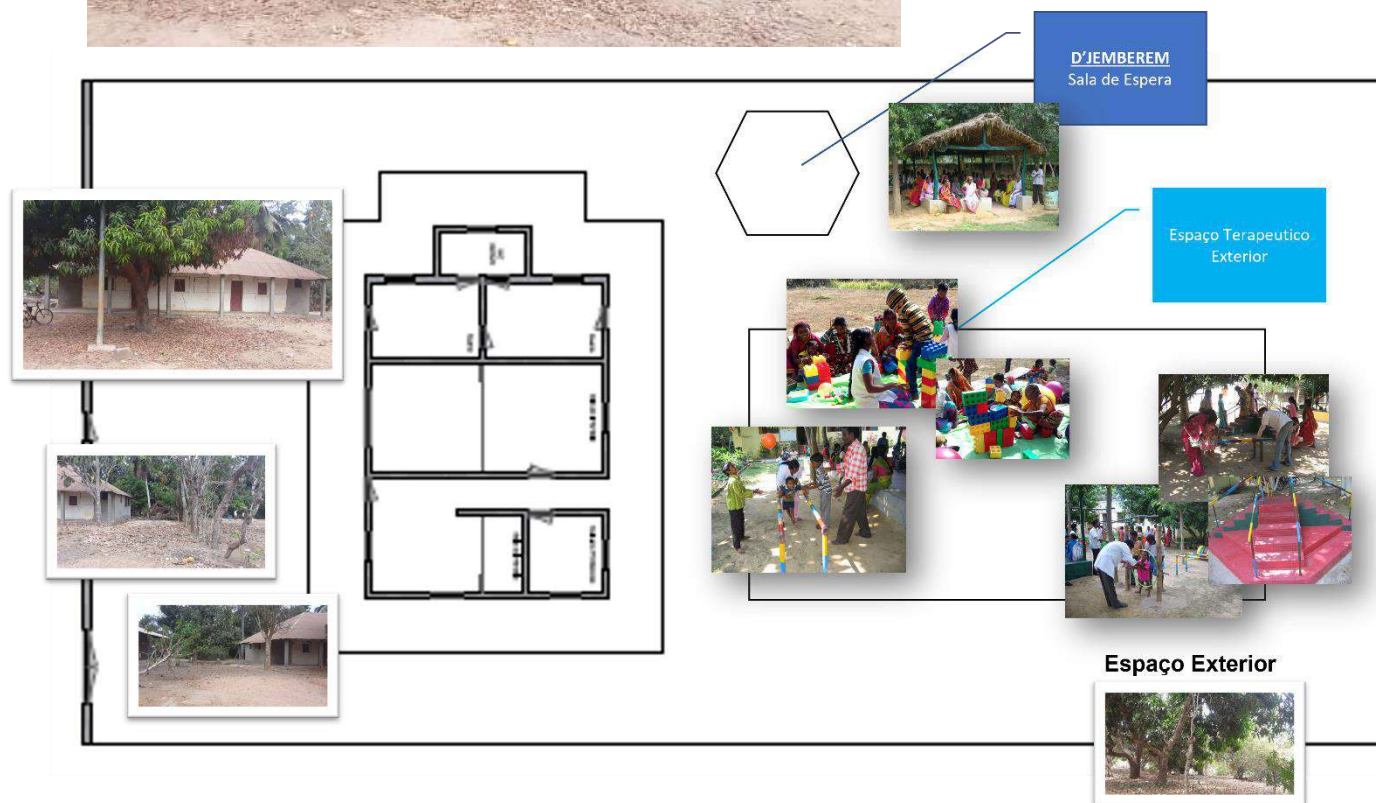 D'JEMBEREM
Sala de Espera
Espaço Terapeutico
Exterior
Espaço Exterior